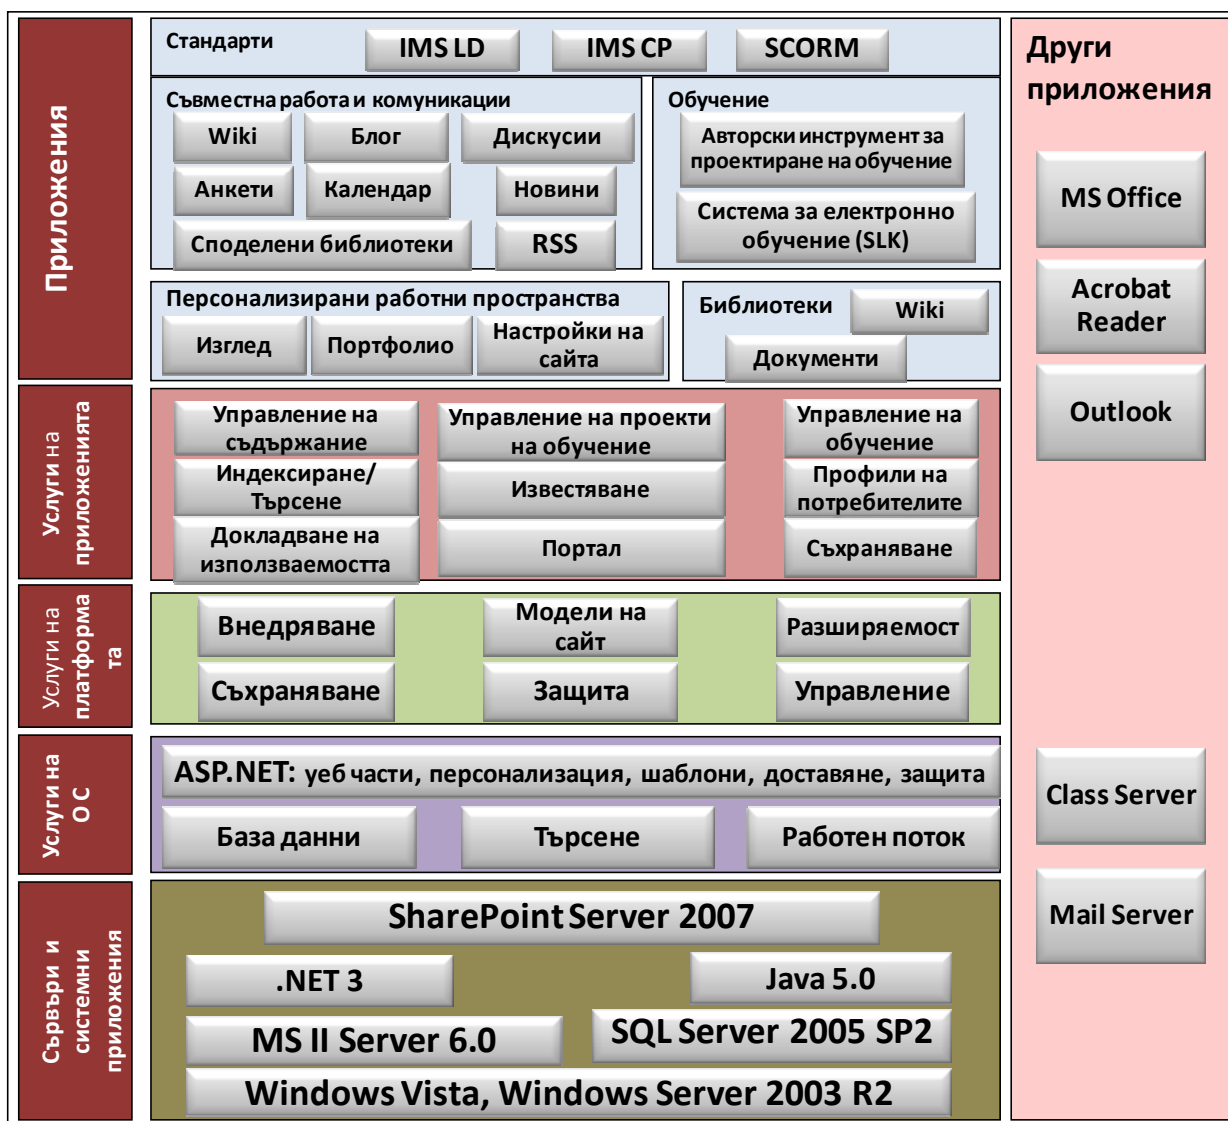 Приложения
Стандарти
IMS LD
IMS CP
SCORM
Съвместна работа и комуникации
Wiki
Блог
Дискусии
Анкети
Календар
Новини
Споделени библиотеки
RSS
Обучение
Авторски инструмент за
проектиране на обучение
Система за електронно
обучение (SLK)
Персонализирани работни пространства
Изглед
Портфолио
Настройки на
сайта
Библиотеки
Wiki
Документи
Услуги на
приложенията
Управление на
съдържание
Управление на проекти
на обучение
Управление на
обучение
Индексиране/
Търсене
Известяване
Профили на
потребителите
Докладване на
използваемостта
Портал
Съхраняване
Услуги на
платформа
та
Внедряване
Модели на
сайт
Разширяемост
Съхраняване
Защита
Управление
Услуги на
О С
ASP.NET: уеб части, персонализация, шаблони, доставяне, защита
База данни
Търсене
Работен поток
Сървъри и
системни
приложения
SharePoint Server 2007
.NET 3
Java 5.0
MS II Server 6.0
SQL Server 2005 SP2
Windows Vista, Windows Server 2003 R2
Други
приложения
MS Office
Acrobat
Reader
Outlook
Class Server
Mail Server